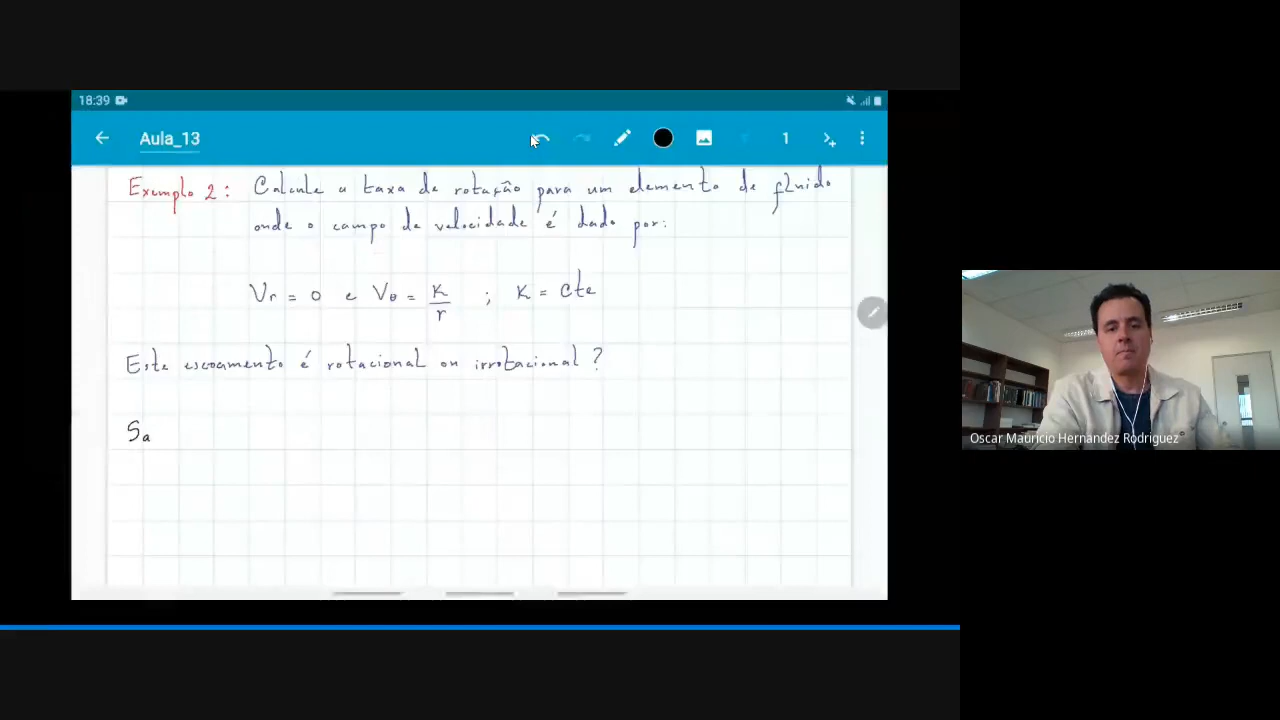 18:39
Aula_13
1
Exemplo 2: Calcule a taxa de rotação para um elemento de fluido
onde o campo de velocidade é dado por:
Vr = 0 e Vθ = K/r ; K = cte
Este escoamento é rotacional ou irrotacional?
Sa
Oscar Mauricio Hernandez Rodriguez